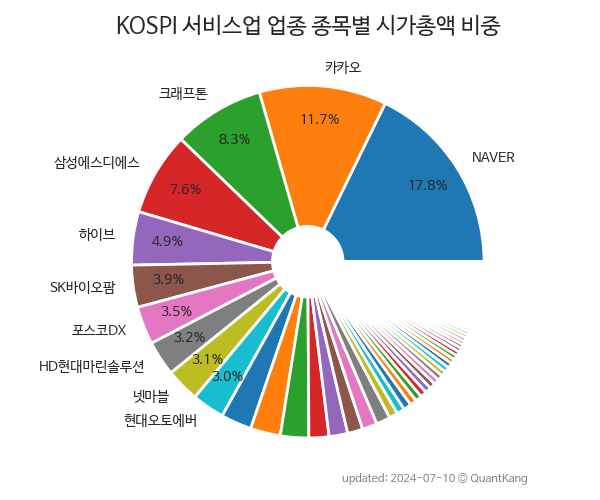 KOSPI 서비스업 업종 종목별 시가총액 비중
카카오
크래프톤
11.7%
8.3%
NAVER
삼성에스디에스
17.8%
7.6%
하이브
4.9%
SK바이오팜
3.9%
3.5%
포스코DX
3.2%
3.1%
HD현대마린솔루션
3.0%
넷마블
현대오토에버
updated: 2024-07-10 © QuantKang